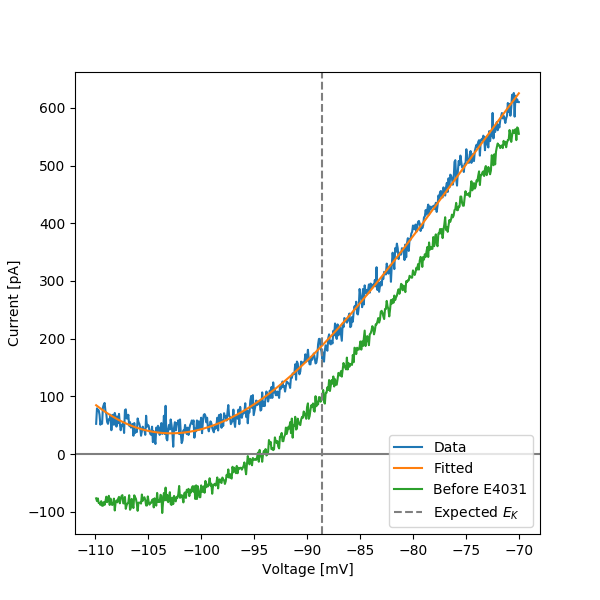 600
500
400
300
200
100
0
−100
Current [pA]
−110 −105 −100 −95 −90 −85 −80 −75 −70
Voltage [mV]
Data
Fitted
Before E4031
Expected E_K